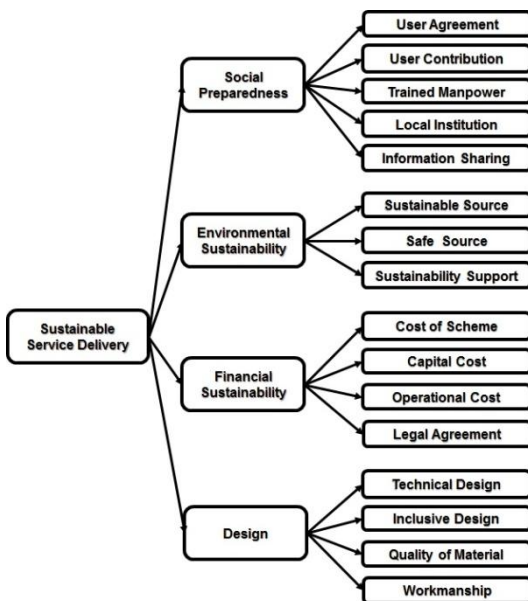 User Agreement
User Contribution
Social
Preparedness
Trained Manpower
Local Institution
Information Sharing
Sustainable Source
Environmental
Sustainability
Safe Source
Sustainability Support
Sustainable
Service Delivery
Cost of Scheme
Capital Cost
Financial
Sustainability
Operational Cost
Legal Agreement
Technical Design
Inclusive Design
Design
Quality of Material
Workmanship